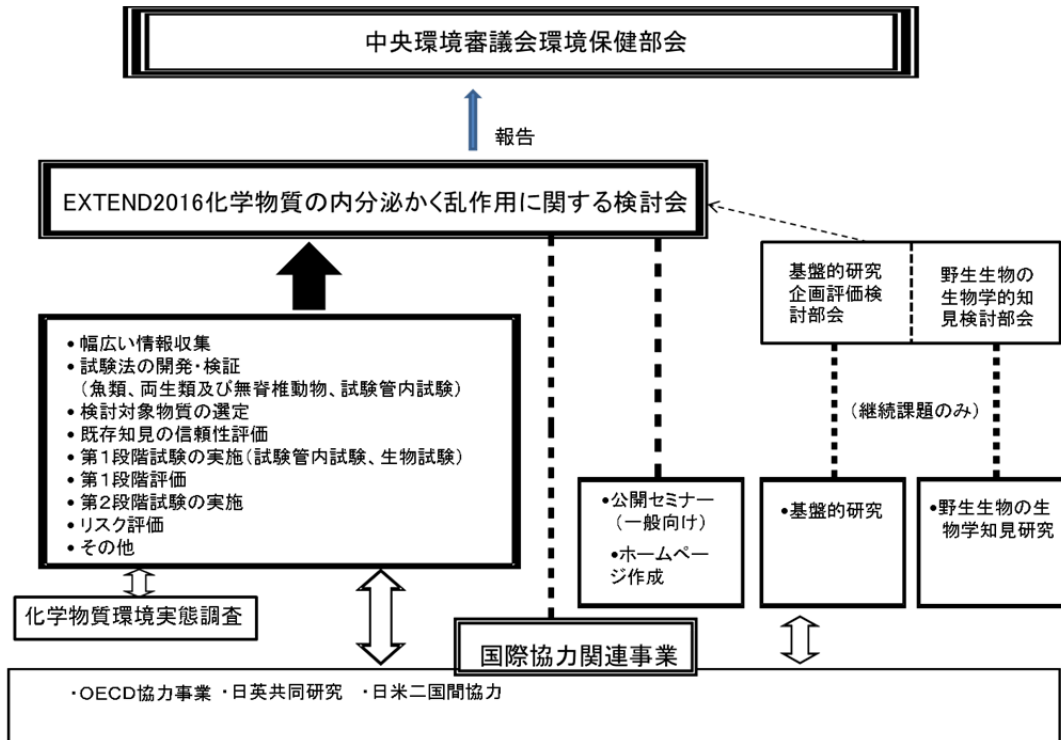 中央環境審議会環境保健部会
報告
EXTEND2016化学物質の内分泌かく乱作用に関する検討会
基盤的研究
企画評価検
討部会
野生生物の
生物学的知
見検討部会
•幅広い情報収集
•試験法の開発・検証
(魚類、両生類及び無脊椎動物、試験管内試験)
•検討対象物質の選定
•既存知見の信頼性評価
•第1段階試験の実施(試験管内試験、生物試験)
•第1段階評価
•第2段階試験の実施
•リスク評価
•その他
(継続課題のみ)
•公開セミナー
(一般向け)
•ホームペー
ジ作成
•基盤的研究
•野生生物の生
物学知見研究
化学物質環境実態調査
国際協力関連事業
・OECD協力事業 ・日英共同研究 ・日米二国間協力